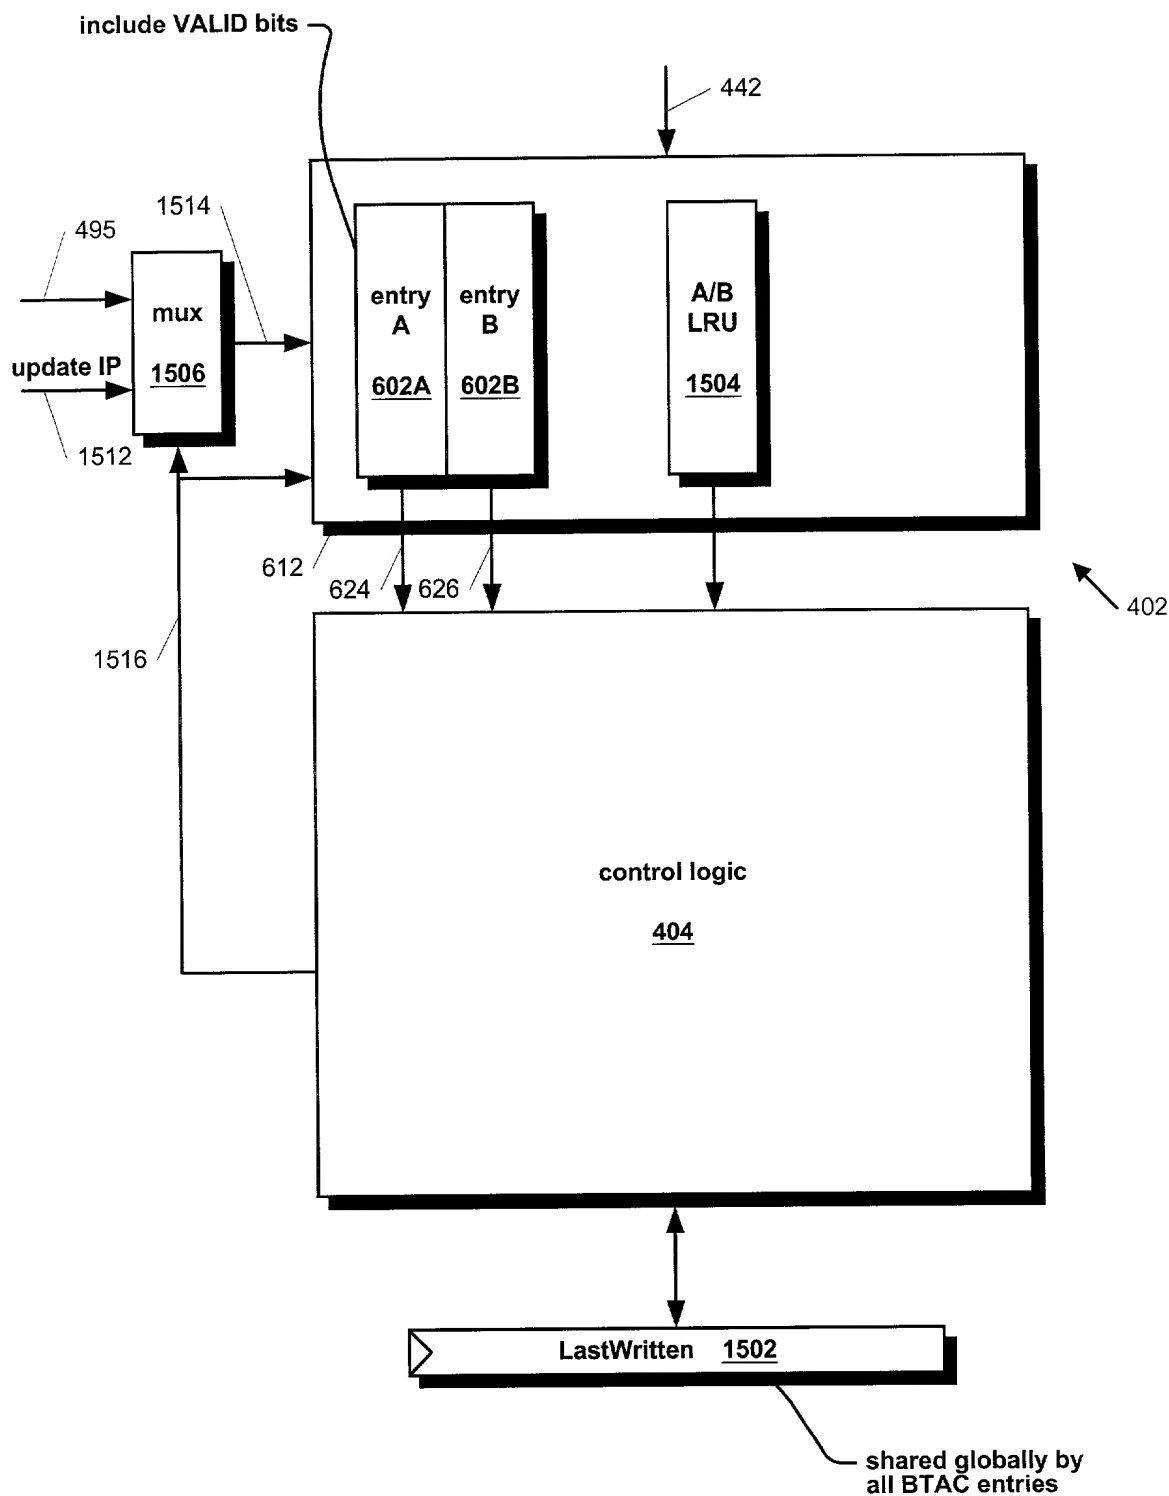 include VALID bits
442
1514
495
mux
1506
update IP
1512
entry
A
602A
entry
B
602B
A/B
LRU
1504
612
624
626
402
1516
control logic
404
LastWritten 1502
shared globally by
all BTAC entries